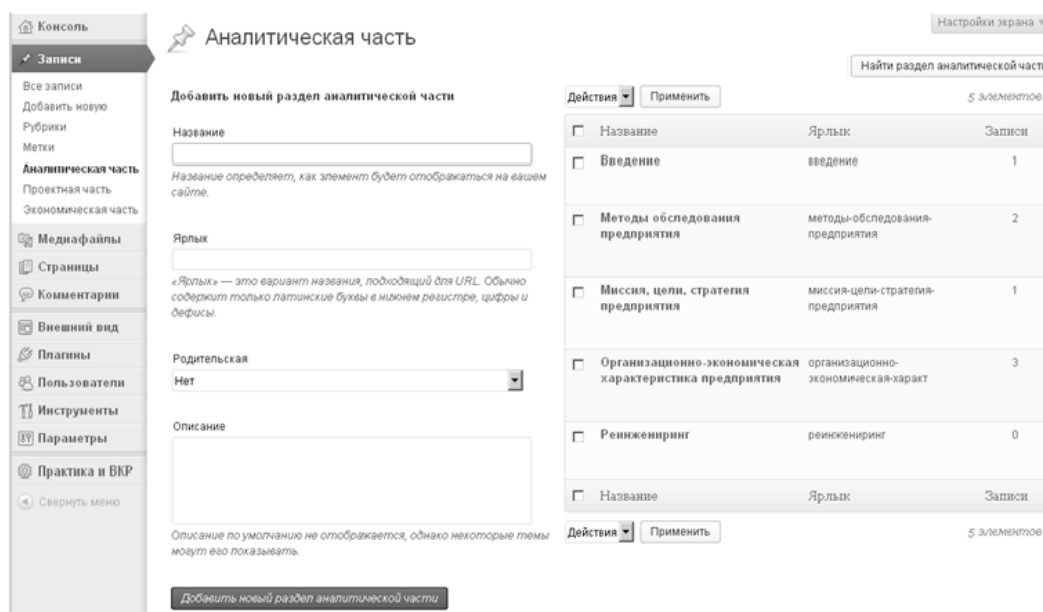 Консоль
Записи
Все записи
Добавить новую
Рубрики
Метки
Аналитическая часть
Проектная часть
Экономическая часть
Медиафайлы
Страницы
Комментарии
Внешний вид
Плагины
Пользователи
Инструменты
Параметры
Практика и ВКР
Свернуть меню
Настройки экрана
Аналитическая часть
Найти раздел аналитической части
Добавить новый раздел аналитической части
Название
Название определяет, как элемент будет отображаться на вашем
сайте.
Ярлык
«Ярлык» — это вариант названия, подходящий для URL. Обычно
содержит только латинские буквы в нижнем регистре, цифры и
дефисы.
Родительская
Нет
Описание
Описание по умолчанию не отображается, однако некоторые темы
могут его показывать.
Добавить новый раздел аналитической части
Действия Применить 5 элементов
Название Ярлык Записи
Введение введение 1
Методы обследования методы-обследования- 2
предприятия предприятия
Миссия, цели, стратегия миссия-цели-стратегия- 1
предприятия предприятия
Организационно-экономическая организационно- 3
характеристика предприятия экономическая-характ
Реинжениринг реинжениринг 0
Название Ярлык Записи
Действия Применить 5 элементов